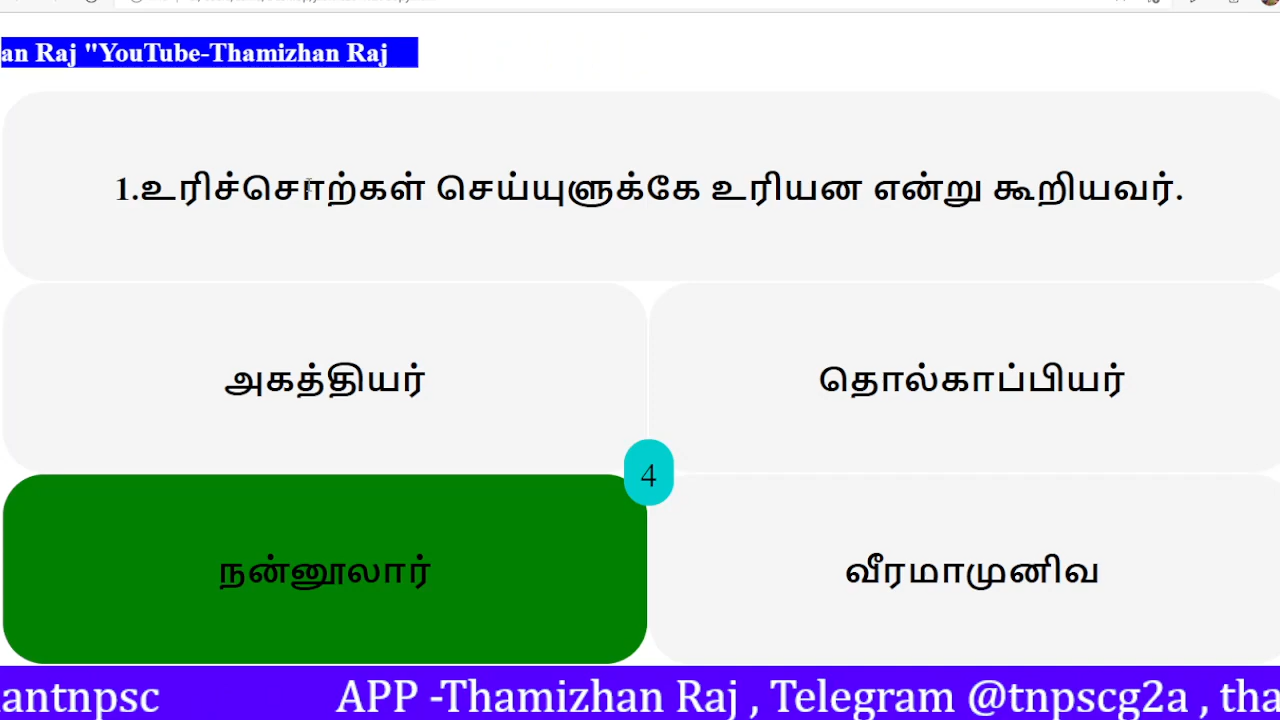 an Raj "YouTube-Thamizhan Raj
1.உரிச்சொற்கள் செய்யுளுக்கே உரியன என்று கூறியவர்.
அகத்தியர்
தொல்காப்பியர்
4
நன்னூலார்
வீரமாமுனிவ
antnpsc APP -Thamizhan Raj , Telegram @tnpscg2a , tha